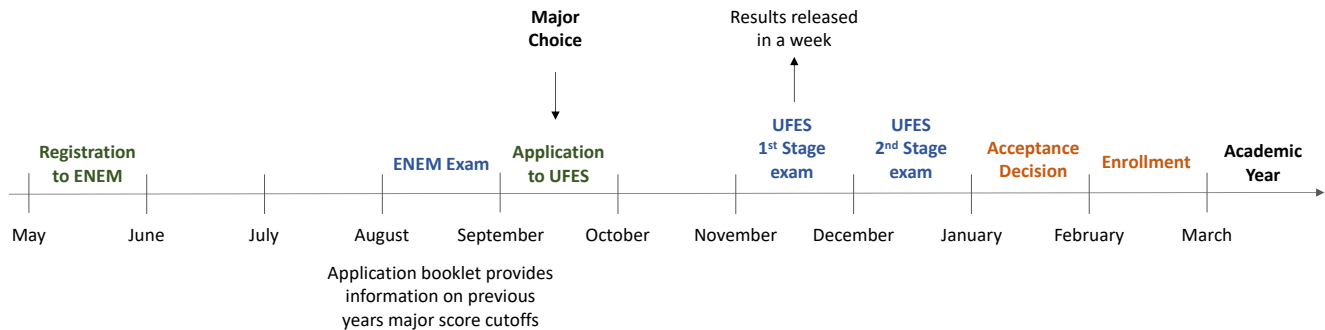 Major
Choice
Results released
in a week
Registration
to ENEM
ENEM Exam
Application
to UFES
UFES
1st Stage
exam
UFES
2nd Stage
exam
Acceptance
Decision
Enrollment
Academic
Year
May
June
July
August
September
October
November
December
January
February
March
Application booklet provides
information on previous
years major score cutoffs